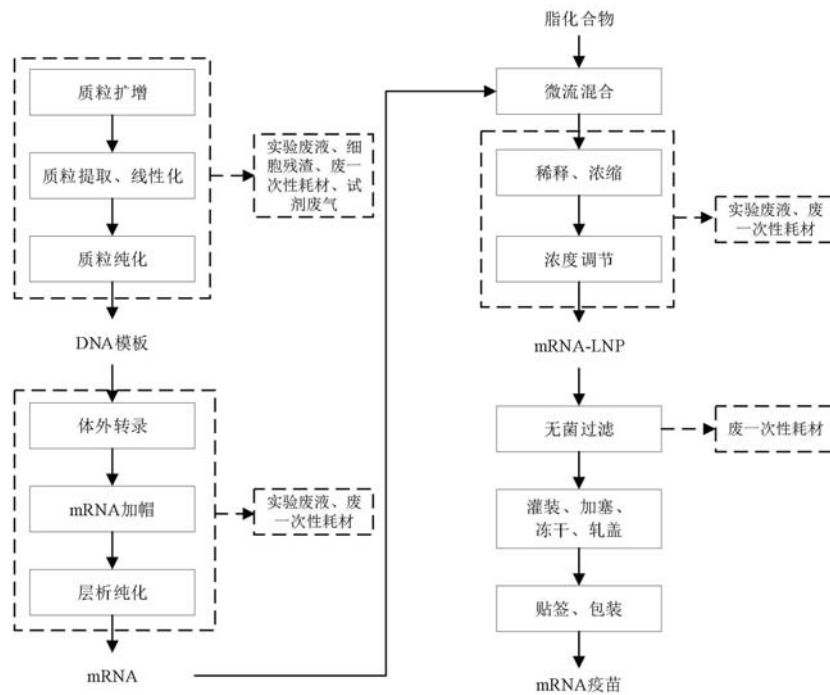 质粒扩增
质粒提取、线性化
质粒纯化
实验废液、细
胞残渣、废一
次性耗材、试
剂废气
DNA模板
体外转录
mRNA加帽
层析纯化
实验废液、废
一次性耗材
mRNA
脂化合物
微流混合
稀释、浓缩
浓度调节
实验废液、废
一次性耗材
mRNA-LNP
无菌过滤
废一次性耗材
灌装、加塞、
冻干、轧盖
贴签、包装
mRNA疫苗